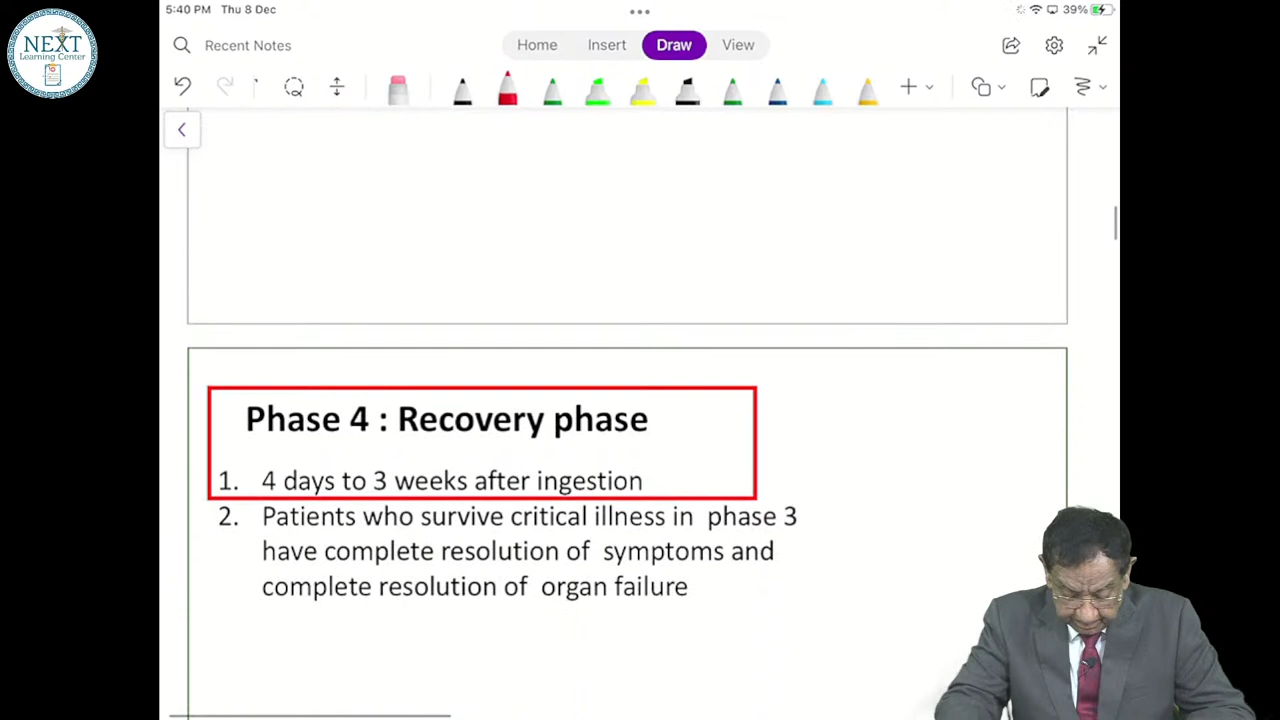 5:40 PM Thu 8 Dec
39%
NEXT
Learning Center
Recent Notes
Home Insert Draw View
Phase 4 : Recovery phase
1. 4 days to 3 weeks after ingestion
2. Patients who survive critical illness in phase 3
have complete resolution of symptoms and
complete resolution of organ failure